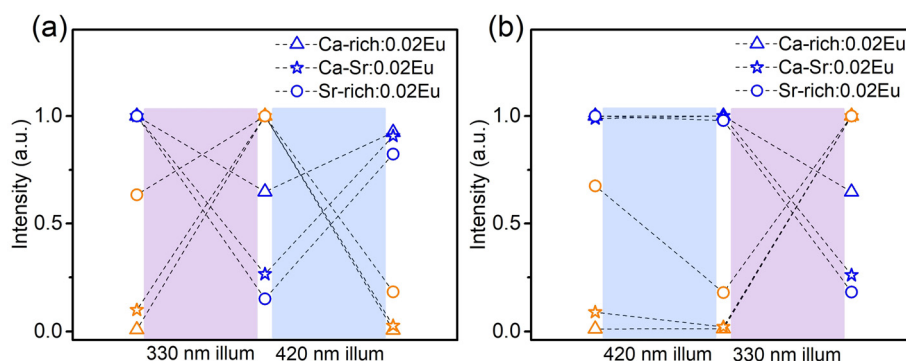 (a)
Ca-rich:0.02Eu
Ca-Sr:0.02Eu
Sr-rich:0.02Eu
1.0
0.5
0.0
Intensity (a.u.)
330 nm illum
420 nm illum
(b)
Ca-rich:0.02Eu
Ca-Sr:0.02Eu
Sr-rich:0.02Eu
1.0
0.5
0.0
Intensity (a.u.)
420 nm illum
330 nm illum